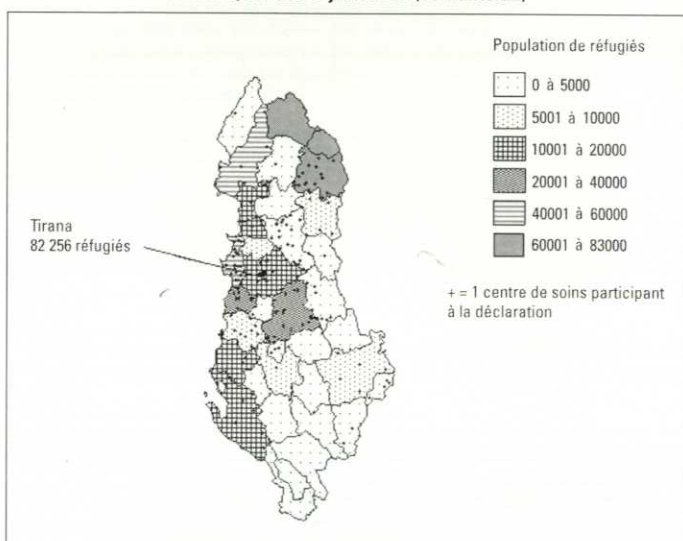 Population de réfugiés
0 à 5000
5001 à 10000
10001 à 20000
20001 à 40000
40001 à 60000
60001 à 83000
Tirana
82 256 réfugiés
+ = 1 centre de soins participant
à la déclaration